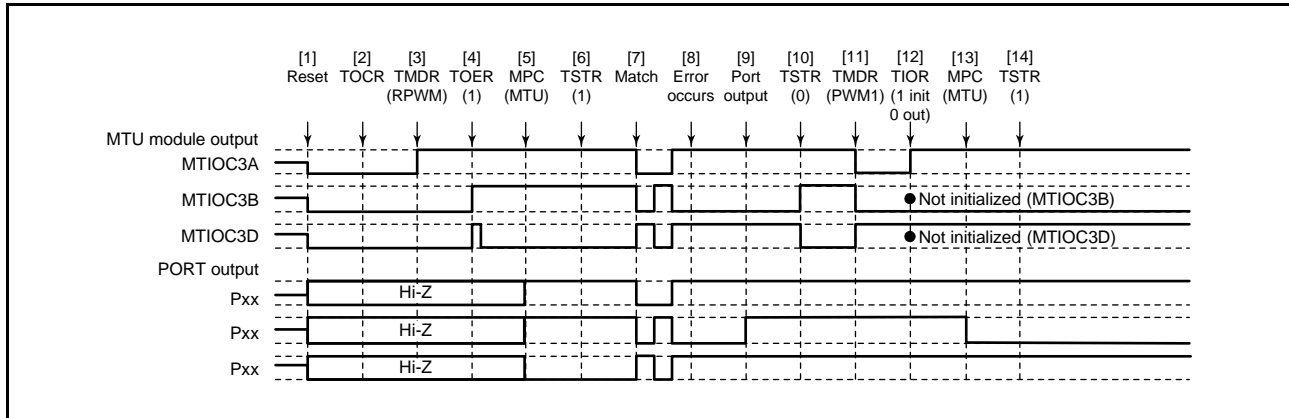 [1] [2] [3] [4] [5] [6] [7] [8] [9] [10] [11] [12] [13] [14]
Reset TOCR TMDR TOER MPC TSTR Match Error Port TSTR TMDR TIOR MPC TSTR
(RPWM) (1) (MTU) (1) occurs output (0) (PWM1) (1 init (MTU) (1)
0 out)
MTU module output
MTIOC3A
MTIOC3B
Not initialized (MTIOC3B)
MTIOC3D
Not initialized (MTIOC3D)
PORT output
Pxx
Hi-Z
Pxx
Hi-Z
Pxx
Hi-Z